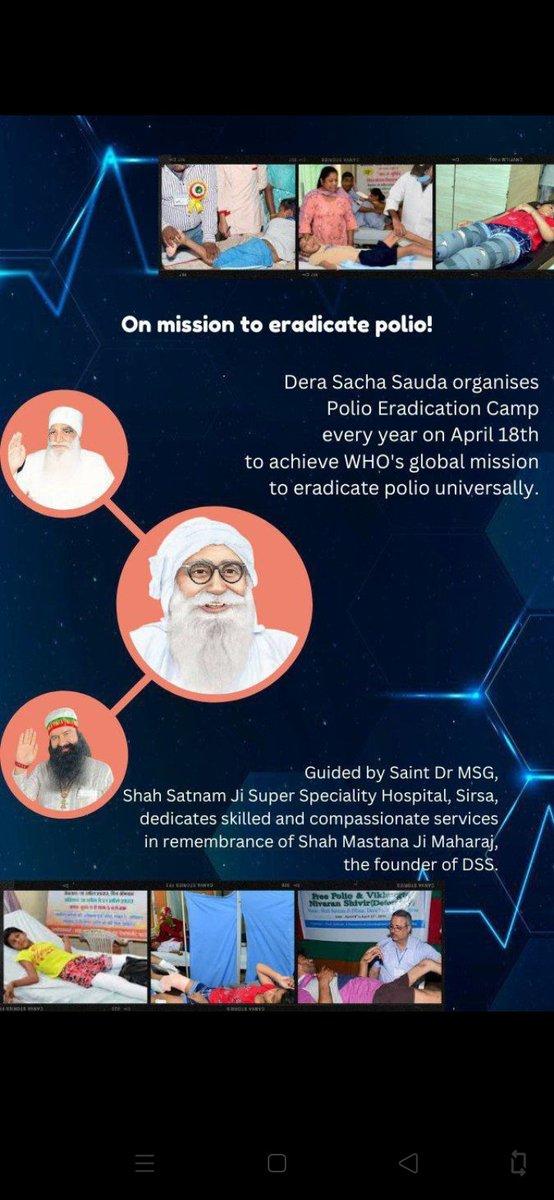 On mission to eradicate polio!
Dera Sacha Sauda organises
Polio Eradication Camp
every year on April 18th
to achieve WHO's global mission
to eradicate polio universally.
Guided by Saint Dr MSG,
Shah Satnam Ji Super Speciality Hospital, Sirsa,
dedicates skilled and compassionate services
in remembrance of Shah Mastana Ji Maharaj,
the founder of DSS.
Free Polio &
Nivaran Shivir